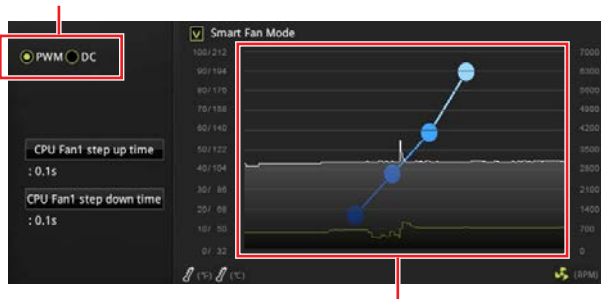 Smart Fan Mode
PWM DC
100/212 7000
90/194 6300
80/176 5600
70/158 4900
60/140 4200
50/122 3500
40/104 2800
30/ 86 2100
20/ 68 1400
10/ 50 700
0/ 32 0
CPU Fan1 step up time
: 0.1s
CPU Fan1 step down time
: 0.1s
(°F) (°C) (RPM)